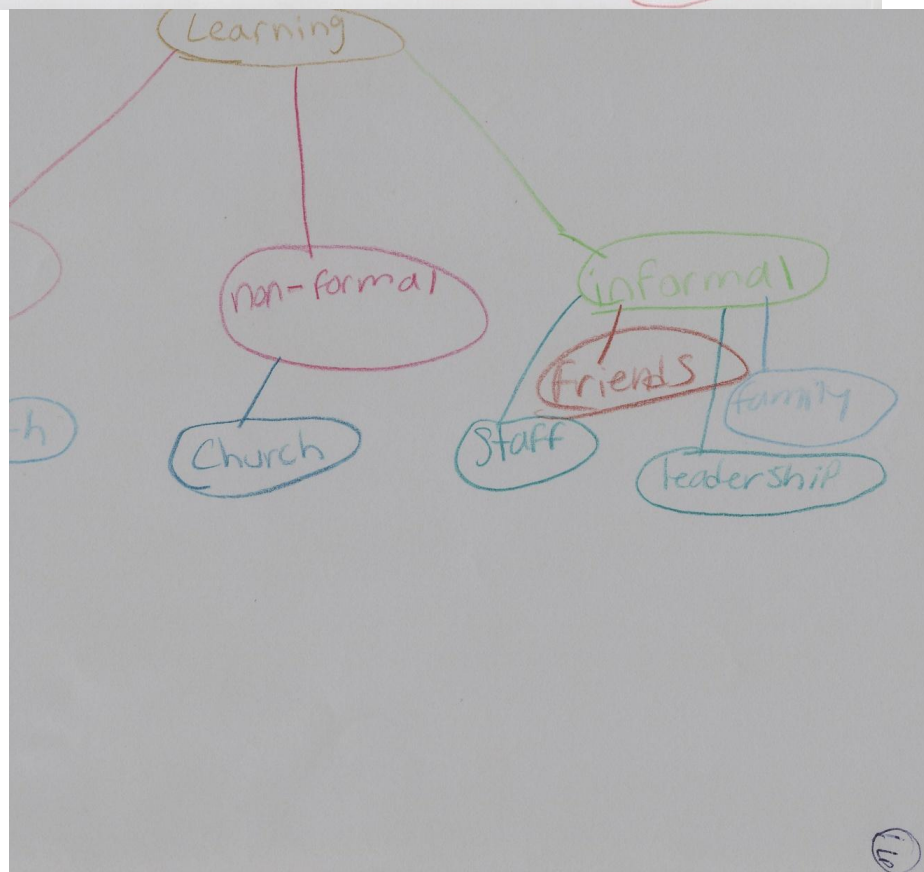 Learning
non-formal
informal
Friends
family
-h
Church
Staff
leadership